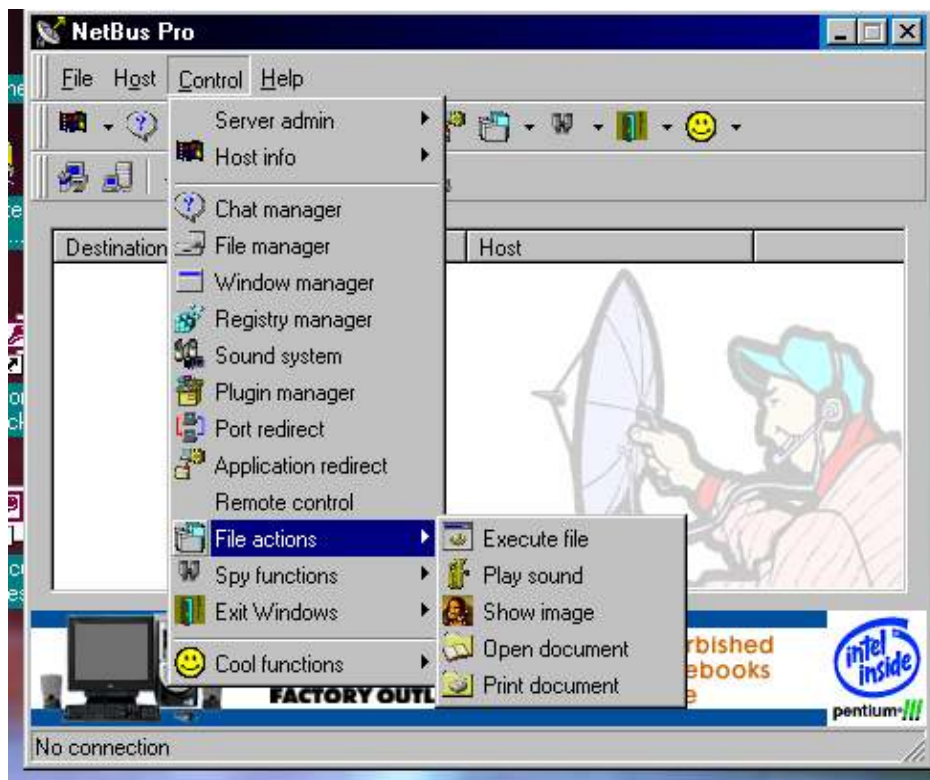 NetBus Pro
File Host Control Help
Server admin
Host info
Chat manager
Destination
Host
File manager
Window manager
Registry manager
Sound system
Plugin manager
Port redirect
Application redirect
Remote control
File actions
Execute file
Spy functions
Play sound
Exit Windows
Show image
Cool functions
Open document
Print document
rbished
ebooks
e
FACTORY OUTL
intel
inside
pentium III
No connection